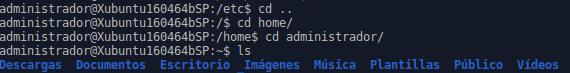 administrador@Xubuntu160464bSP:/etc$ cd ..
administrador@Xubuntu160464bSP:/$ cd home/
administrador@Xubuntu160464bSP:/home$ cd administrador/
administrador@Xubuntu160464bSP:~$ ls
Descargas Documentos Escritorio Imágenes Música Plantillas Público Vídeos